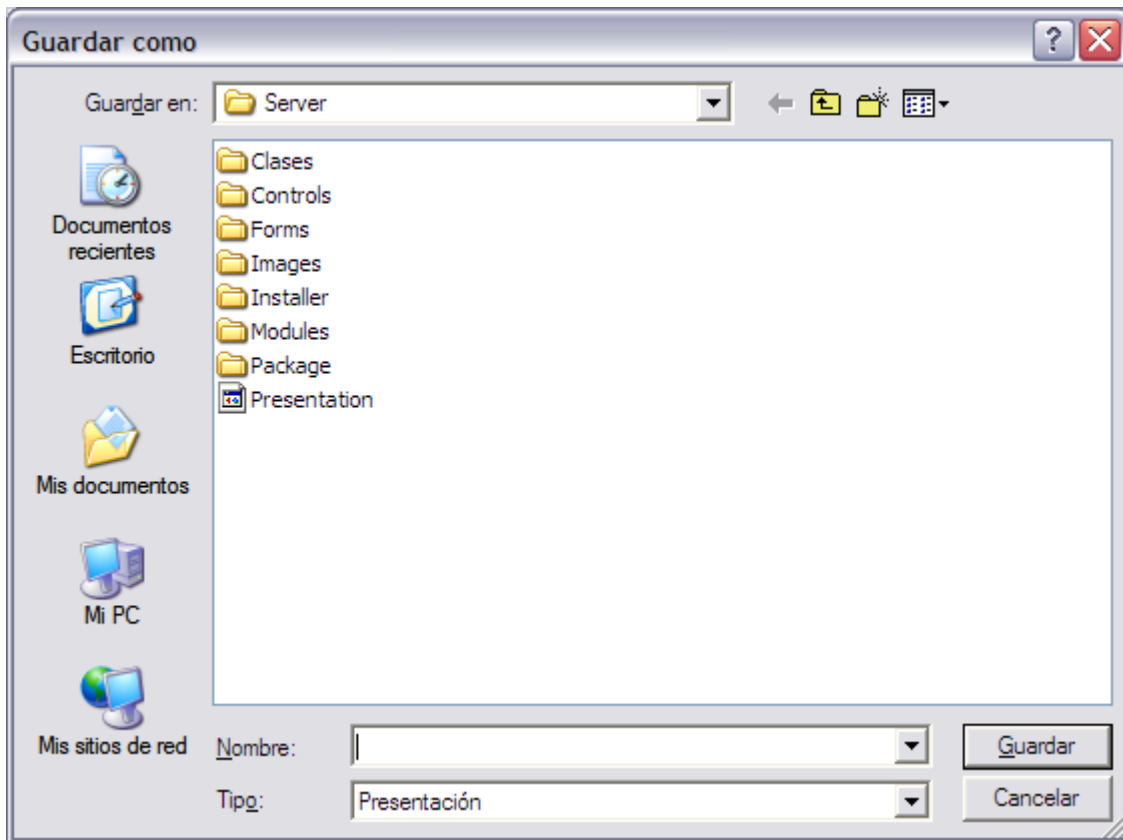 Guardar como
Guardar en:
Server
Documentos
recientes
Escritorio
Mis documentos
Mi PC
Mis sitios de red
Clases
Controls
Forms
Images
Installer
Modules
Package
Presentation
Nombre:
Guardar
Tipo:
Presentación
Cancelar